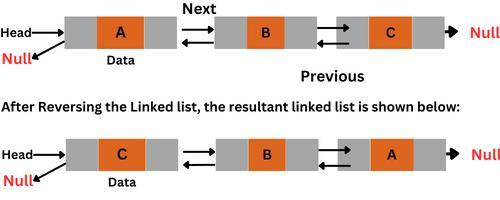 Next
Head
A
B
C
Null
Null
Data
Previous
After Reversing the Linked list, the resultant linked list is shown below:
Head
C
B
A
Null
Null
Data